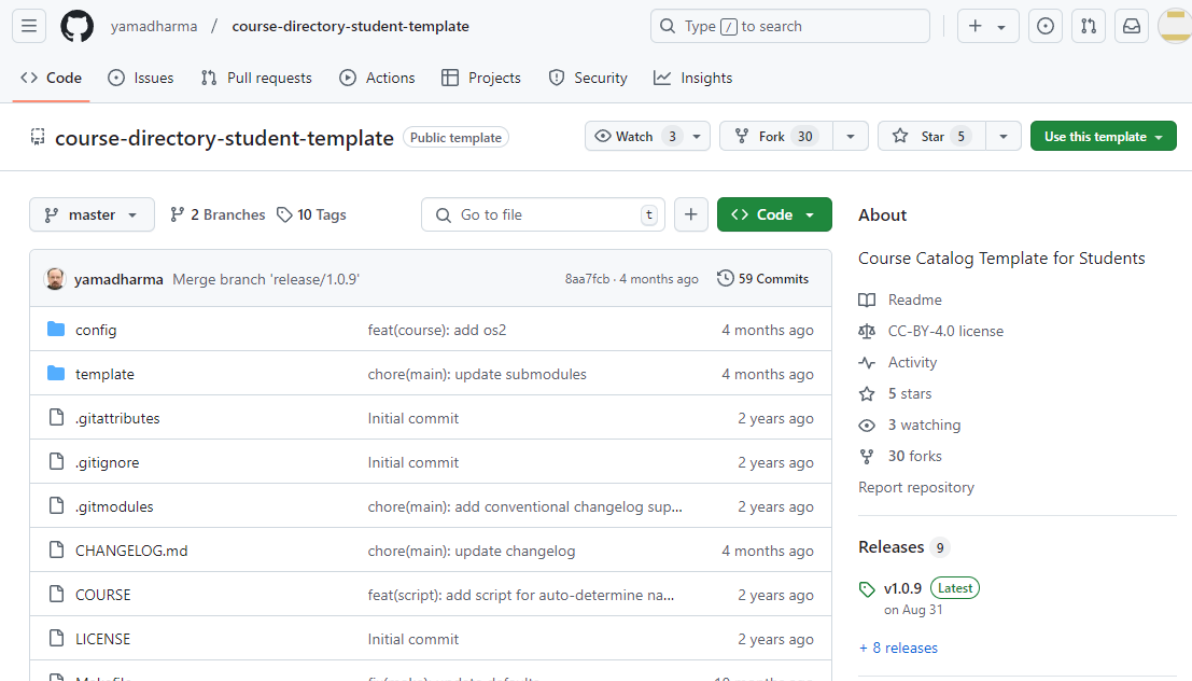 yamadharma / course-directory-student-template Type / to search
Code Issues Pull requests Actions Projects Security Insights
course-directory-student-template Public template Watch 3 Fork 30 Star 5 Use this template
master 2 Branches 10 Tags Go to file t Code
yamadharma Merge branch 'release/1.0.9' 8aa7fcb · 4 months ago 59 Commits
config feat(course): add os2 4 months ago
template chore(main): update submodules 4 months ago
.gitattributes Initial commit 2 years ago
.gitignore Initial commit 2 years ago
.gitmodules chore(main): add conventional changelog sup... 2 years ago
CHANGELOG.md chore(main): update changelog 4 months ago
COURSE feat(script): add script for auto-determine na... 2 years ago
LICENSE Initial commit 2 years ago
About
Course Catalog Template for Students
Readme
CC-BY-4.0 license
Activity
5 stars
3 watching
30 forks
Report repository
Releases 9
v1.0.9 Latest
on Aug 31
+ 8 releases